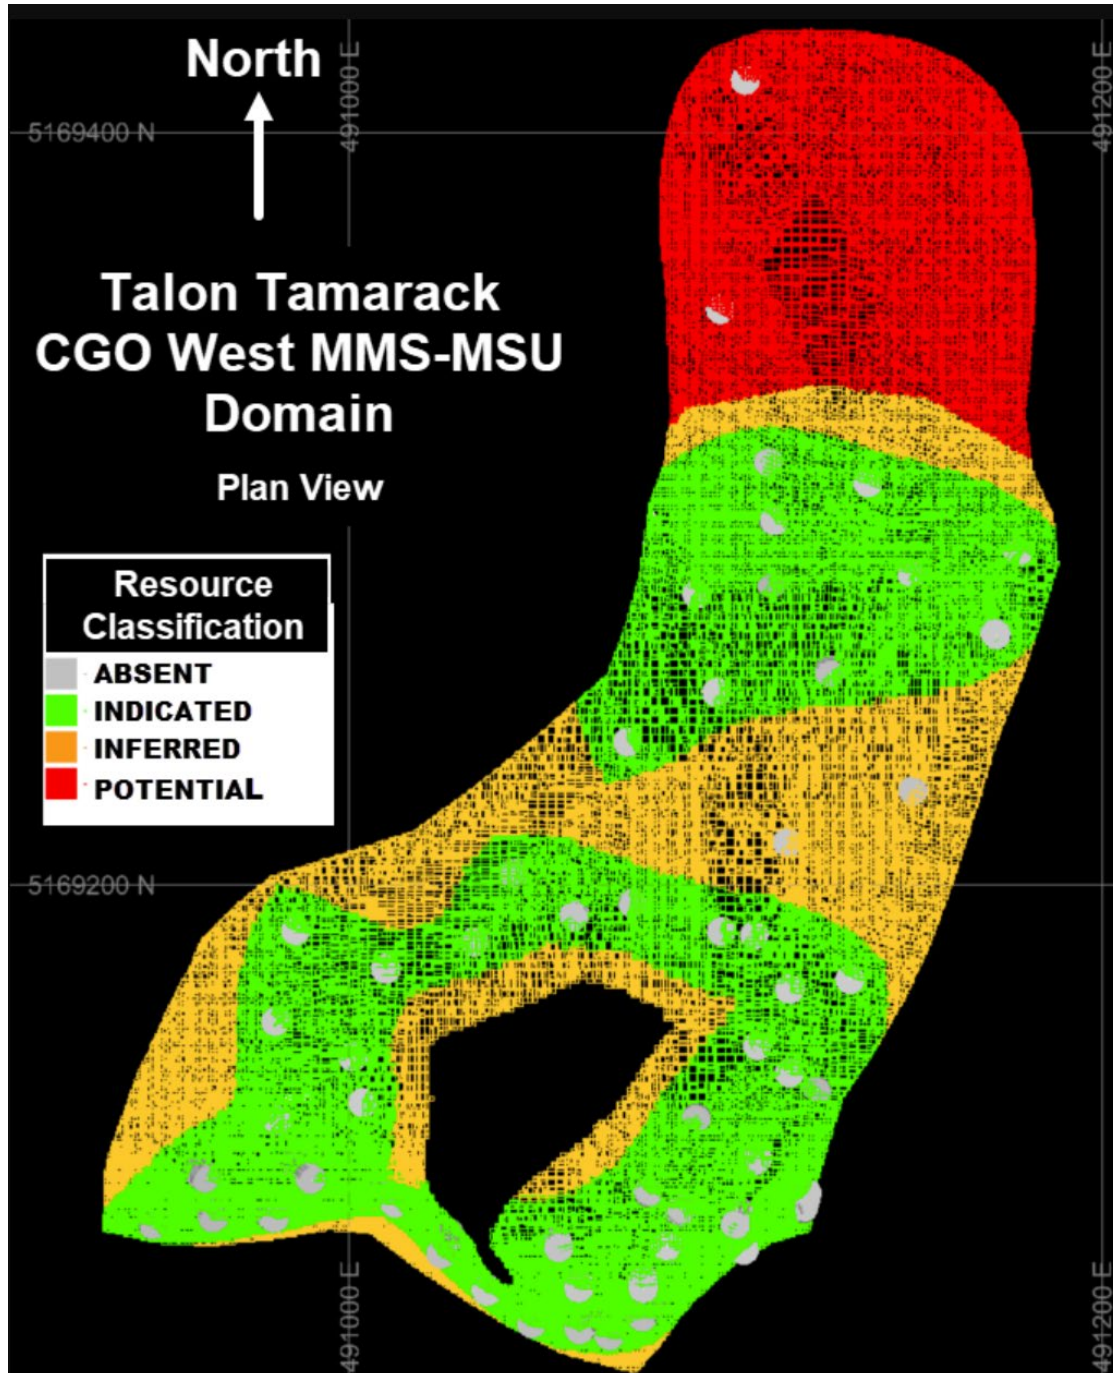 North
491000 E
491200 E
5169400 N
Talon Tamarack
CGO West MMS-MSU
Domain
Plan View
Resource
Classification
ABSENT
INDICATED
INFERRED
POTENTIAL
5169200 N
491000 E
491200 E